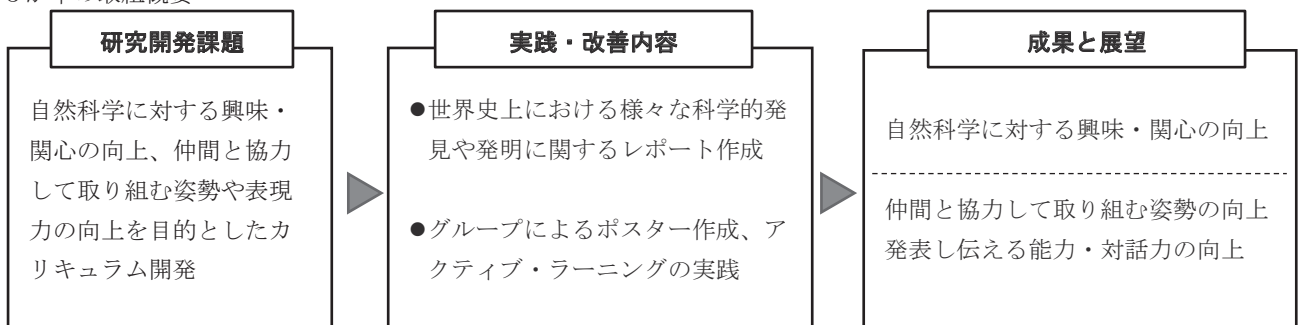 研究開発課題
自然科学に対する興味・
関心の向上、仲間と協力
して取り組む姿勢や表現
力の向上を目的としたカ
リキュラム開発
実践・改善内容
●世界史上における様々な科学的発
見や発明に関するレポート作成
●グループによるポスター作成、ア
クティブ・ラーニングの実践
成果と展望
自然科学に対する興味・関心の向上
仲間と協力して取り組む姿勢の向上
発表し伝える能力・対話力の向上